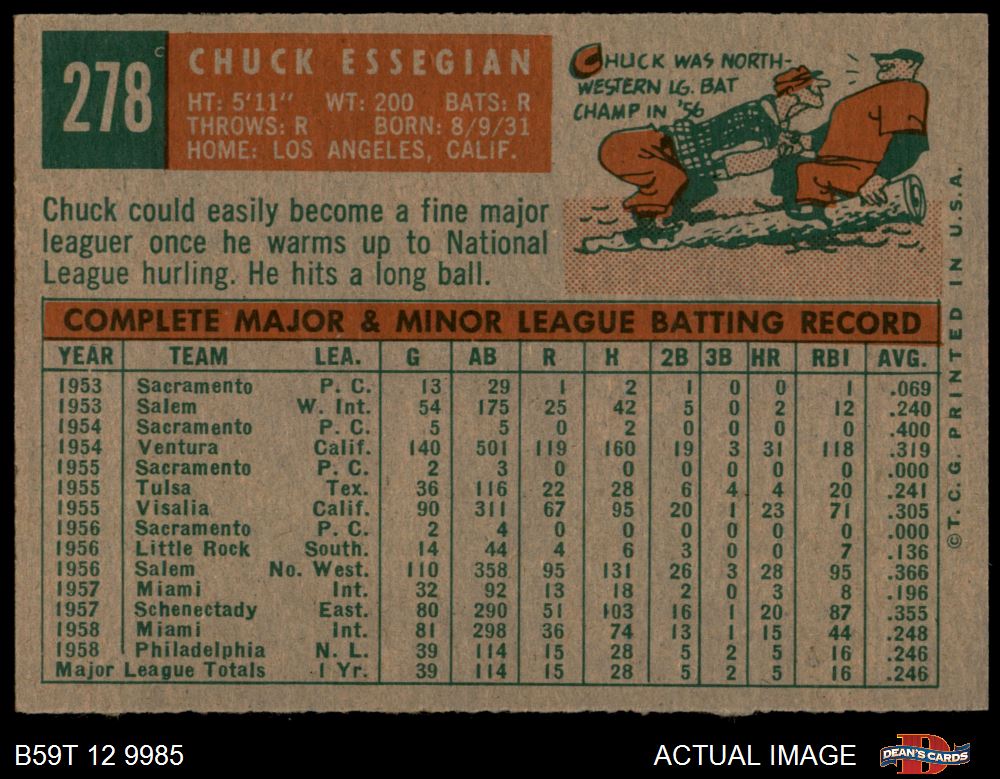 278
C
CHUCK ESSEGIAN
HT: 5'11" WT: 200 BATS: R
THROWS: R BORN: 8/9/31
HOME: LOS ANGELES, CALIF.
CHUCK WAS NORTH-
WESTERN LG. BAT
CHAMP IN '56
Chuck could easily become a fine major
leaguer once he warms up to National
League hurling. He hits a long ball.
COMPLETE MAJOR & MINOR LEAGUE BATTING RECORD
YEAR TEAM LEA. G AB R H 2B 3B HR RBI AVG.
1953 Sacramento P. C. 13 29 1 2 1 0 0 1 .069
1953 Salem W. Int. 54 175 25 42 5 0 2 12 .240
1954 Sacramento P. C. 5 5 0 2 0 0 0 0 .400
1954 Ventura Calif. 140 501 119 160 19 3 31 118 .319
1955 Sacramento P. C. 2 3 0 0 0 0 0 0 .000
1955 Tulsa Tex. 36 116 22 28 6 4 4 20 .241
1955 Visalia Calif. 90 311 67 95 20 1 23 71 .305
1956 Sacramento P. C. 2 4 0 0 0 0 0 0 .000
1956 Little Rock South. 14 44 4 6 3 0 0 7 .136
1956 Salem No. West. 110 358 95 131 26 3 28 95 .366
1957 Miami Int. 32 92 13 18 2 0 3 8 .196
1957 Schenectady East. 80 290 51 103 16 1 20 87 .355
1958 Miami Int. 81 298 36 74 13 1 15 44 .248
1958 Philadelphia N. L. 39 114 15 28 5 2 5 16 .246
Major League Totals 1 Yr. 39 114 15 28 5 2 5 16 .246
©T. C. G. PRINTED IN U.S.A.
B59T 12 9985
ACTUAL IMAGE
DEAN'S CARDS